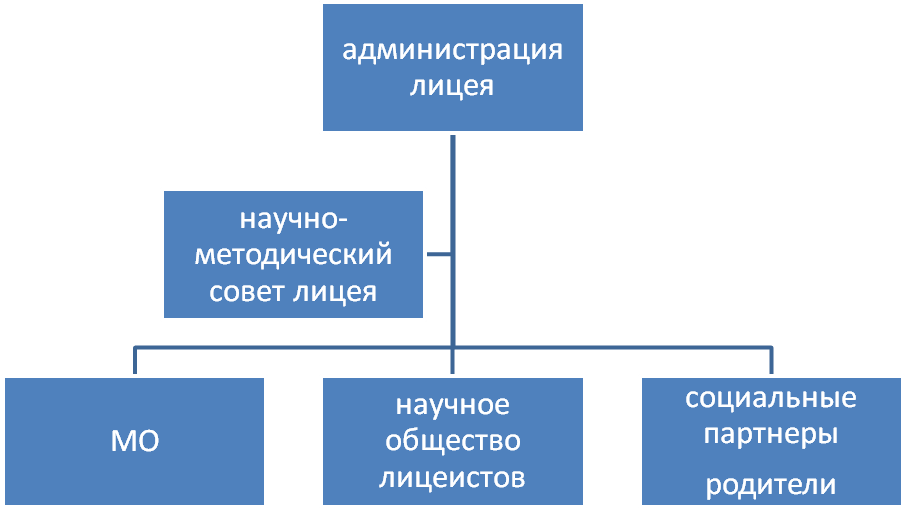 администрация
лицея
научно-
методический
совет лицея
МО
научное
общество
лицеистов
социальные
партнеры
родители